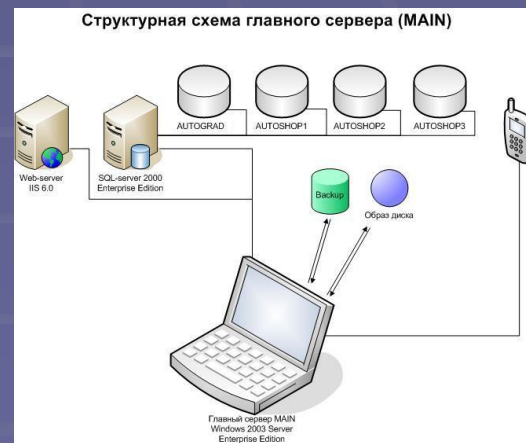 Структурная схема главного сервера (MAIN)
AUTOGRAD
AUTOSHOP1
AUTOSHOP2
AUTOSHOP3
Web-server
IIS 6.0
SQL-server 2000
Enterprise Edition
Backup
Образ диска
Главный сервер MAIN
Windows 2003 Server
Enterprise Edition